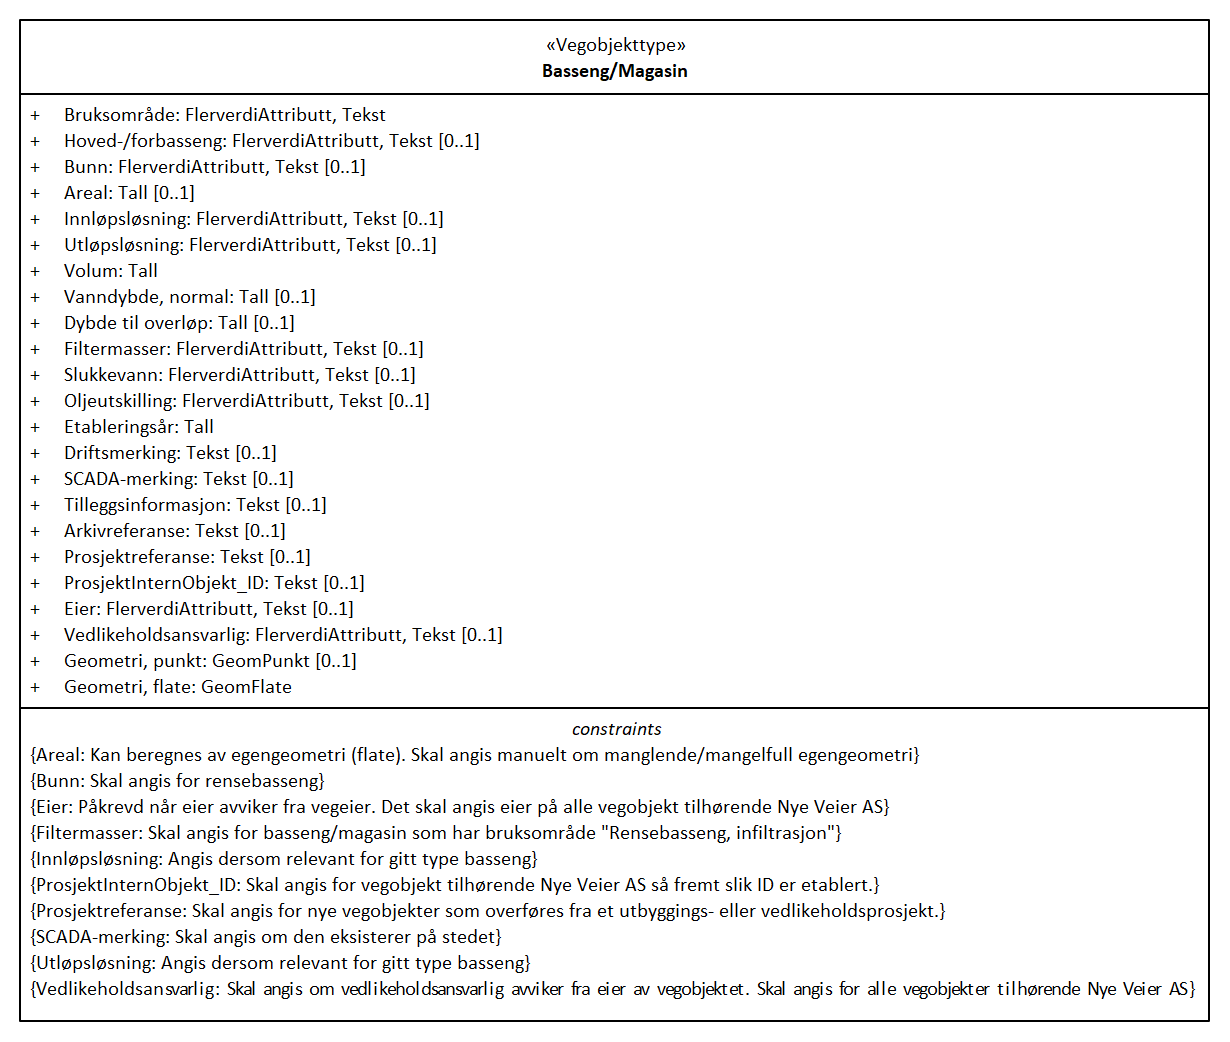 «Vegobjekttype»
Basseng/Magasin
+ Bruksområde: FlerverdiAttributt, Tekst
+ Hoved-/forbasseng: FlerverdiAttributt, Tekst [0..1]
+ Bunn: FlerverdiAttributt, Tekst [0..1]
+ Areal: Tall [0..1]
+ Innløpsløsning: FlerverdiAttributt, Tekst [0..1]
+ Utløpsløsning: FlerverdiAttributt, Tekst [0..1]
+ Volum: Tall
+ Vanndybde, normal: Tall [0..1]
+ Dybde til overløp: Tall [0..1]
+ Filtermasser: FlerverdiAttributt, Tekst [0..1]
+ Slukkevann: FlerverdiAttributt, Tekst [0..1]
+ Oljeutskilling: FlerverdiAttributt, Tekst [0..1]
+ Etableringsår: Tall
+ Driftsmerking: Tekst [0..1]
+ SCADA-merking: Tekst [0..1]
+ Tilleggsinformasjon: Tekst [0..1]
+ Arkivreferanse: Tekst [0..1]
+ Prosjektreferanse: Tekst [0..1]
+ ProsjektInternObjekt_ID: Tekst [0..1]
+ Eier: FlerverdiAttributt, Tekst [0..1]
+ Vedlikeholdsansvarlig: FlerverdiAttributt, Tekst [0..1]
+ Geometri, punkt: GeomPunkt [0..1]
+ Geometri, flate: GeomFlate
constraints
{Areal: Kan beregnes av egengeometri (flate). Skal angis manuelt om manglende/mangelfull egengeometri}
{Bunn: Skal angis for rensebasseng}
{Eier: Påkrevd når eier avviker fra vegeier. Det skal angis eier på alle vegobjekt tilhørende Nye Veier AS}
{Filtermasser: Skal angis for basseng/magasin som har bruksområde "Rensebasseng, infiltrasjon"}
{Innløpsløsning: Angis dersom relevant for gitt type basseng}
{ProsjektInternObjekt_ID: Skal angis for vegobjekt tilhørende Nye Veier AS så fremt slik ID er etablert.}
{Prosjektreferanse: Skal angis for nye vegobjekter som overføres fra et utbyggings- eller vedlikeholdsprosjekt.}
{SCADA-merking: Skal angis om den eksisterer på stedet}
{Utløpsløsning: Angis dersom relevant for gitt type basseng}
{Vedlikeholdsansvarlig: Skal angis om vedlikeholdsansvarlig avviker fra eier av vegobjektet. Skal angis for alle vegobjekter tilhørende Nye Veier AS}